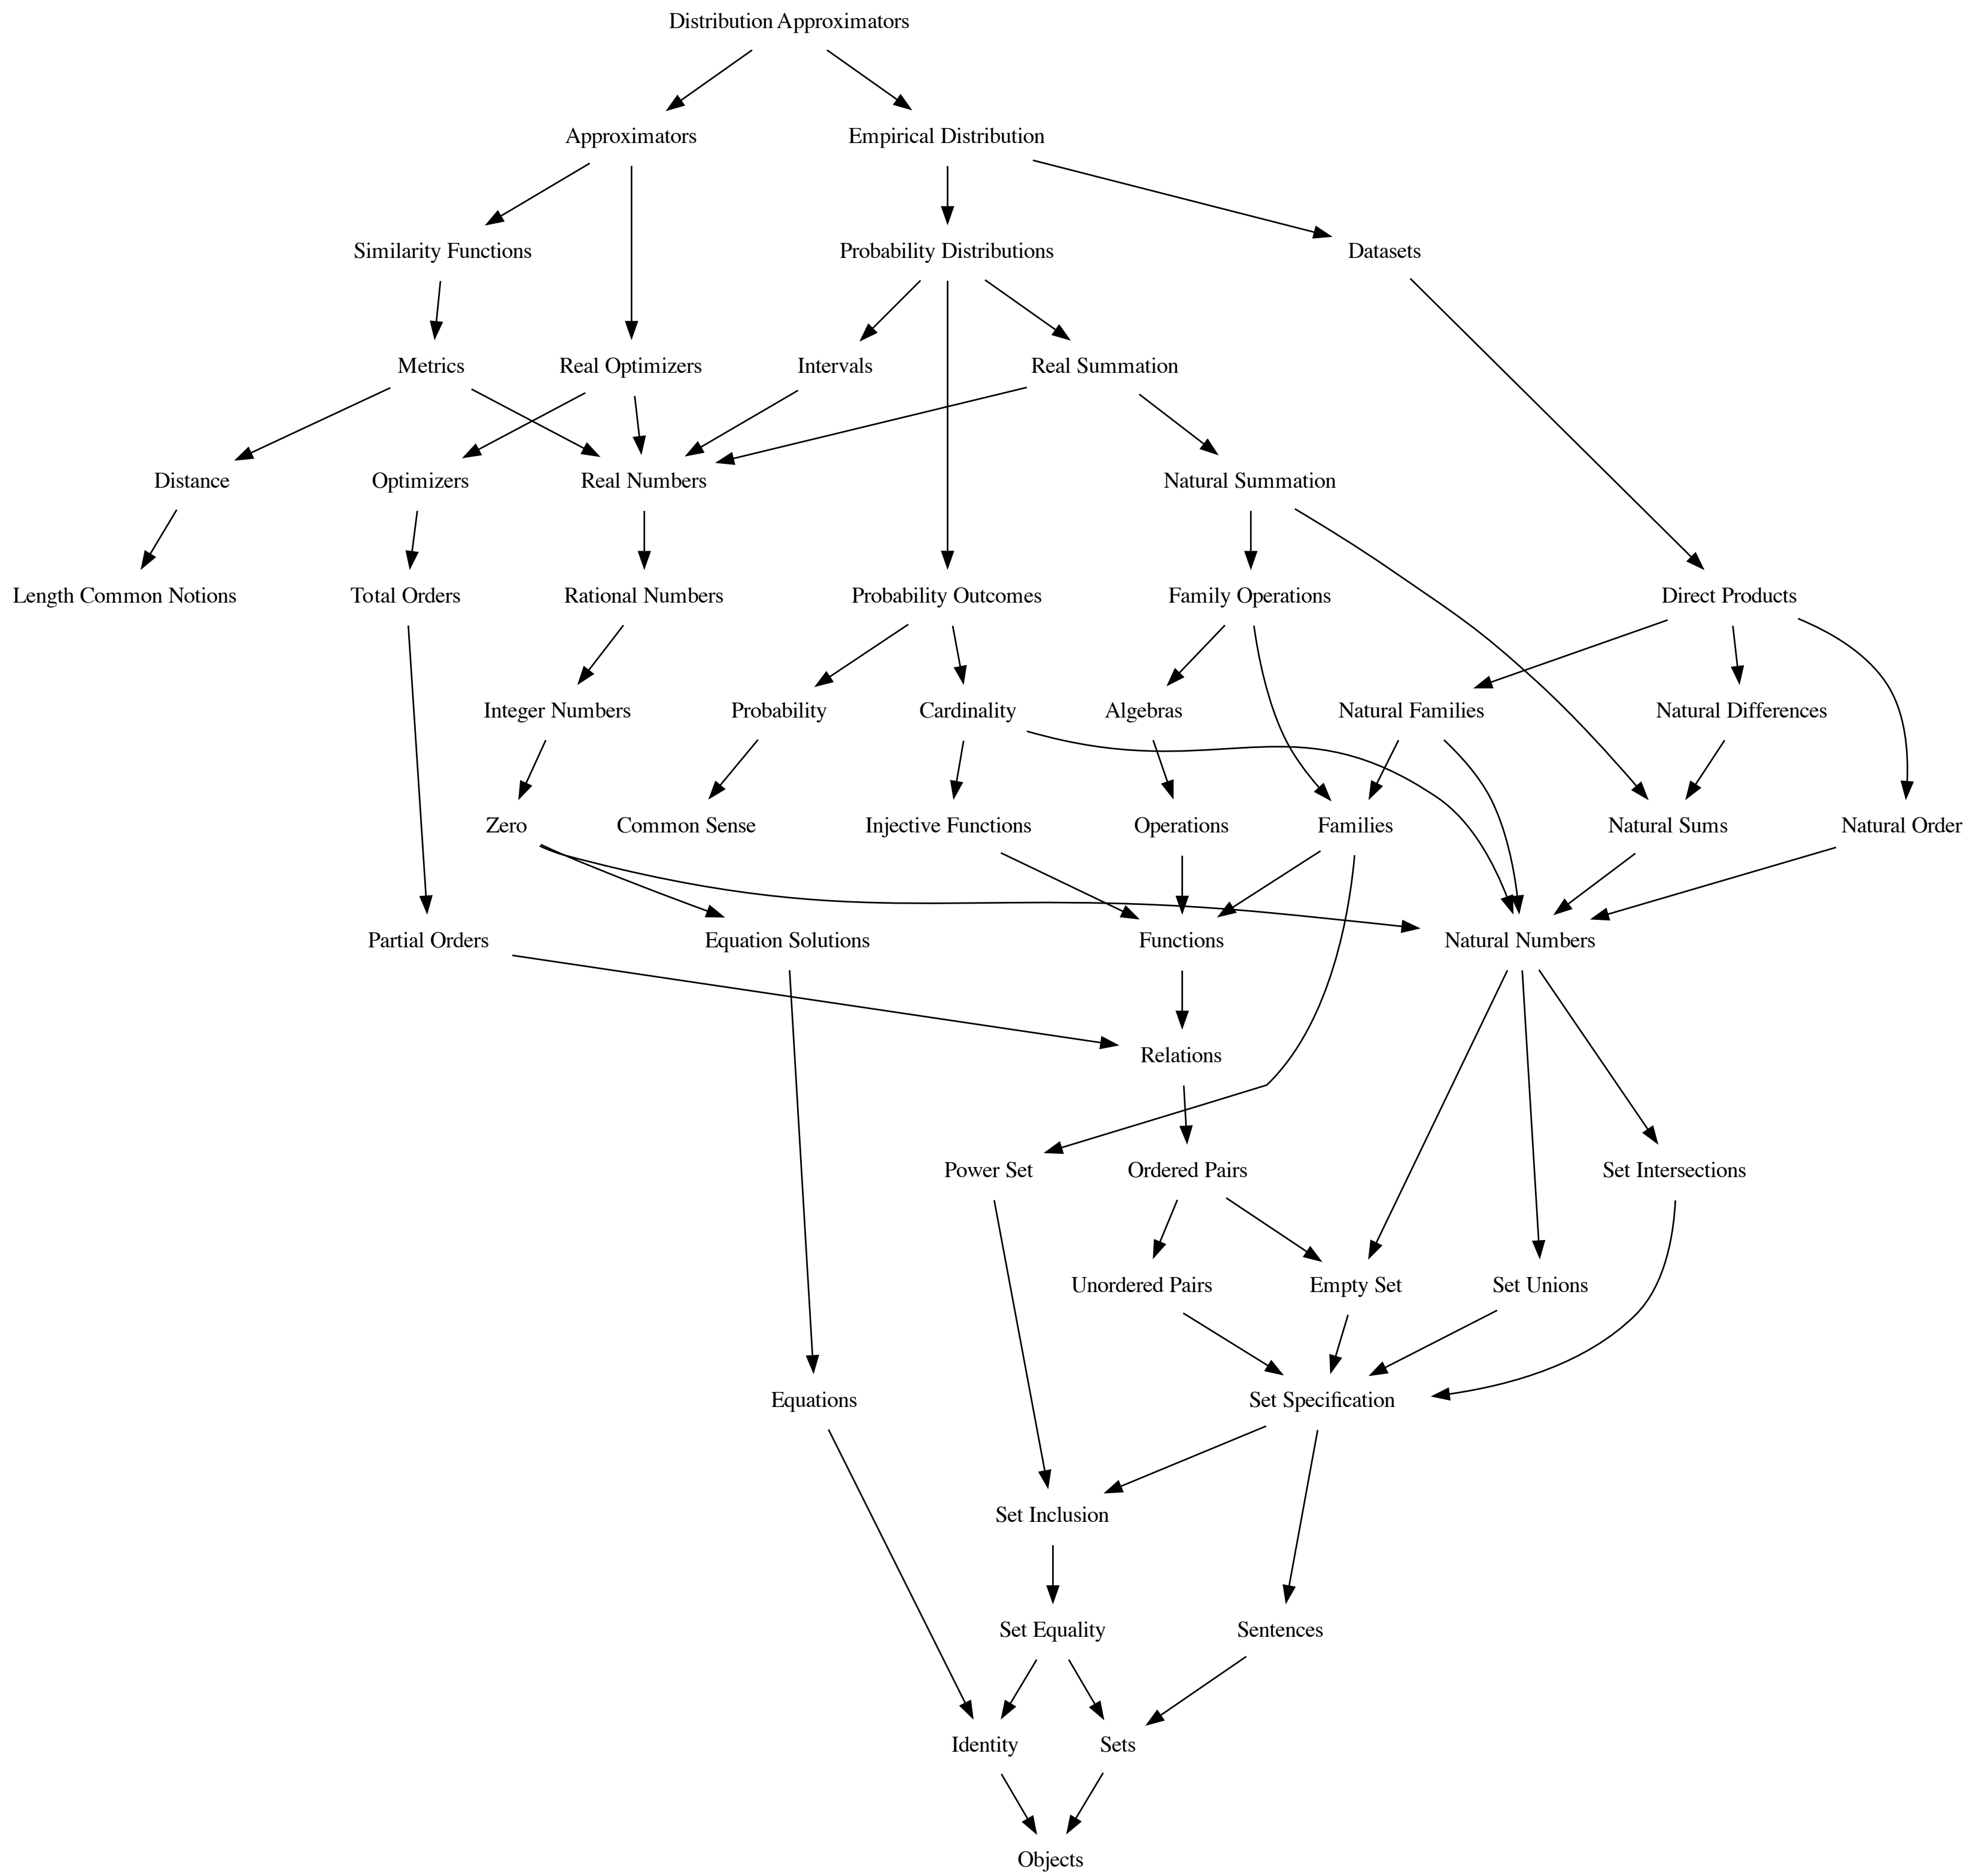 Distribution Approximators
Approximators
Empirical Distribution
Similarity Functions
Probability Distributions
Datasets
Metrics
Real Optimizers
Intervals
Real Summation
Distance
Optimizers
Real Numbers
Natural Summation
Length Common Notions
Total Orders
Rational Numbers
Probability Outcomes
Family Operations
Direct Products
Integer Numbers
Probability
Cardinality
Algebras
Natural Families
Natural Differences
Zero
Common Sense
Injective Functions
Operations
Families
Natural Sums
Natural Order
Partial Orders
Equation Solutions
Functions
Natural Numbers
Relations
Power Set
Ordered Pairs
Set Intersections
Unordered Pairs
Empty Set
Set Unions
Equations
Set Specification
Set Inclusion
Set Equality
Sentences
Identity
Sets
Objects